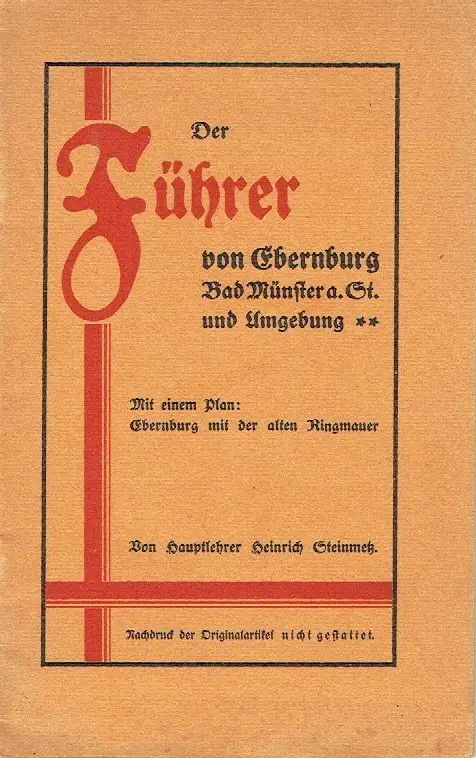 Der
Führer
von Ebernburg
Bad Münster a. St.
und Umgebung **
Mit einem Plan:
Ebernburg mit der alten Ringmauer
Von Hauptlehrer Heinrich Steinmetz.
Nachdruck der Originalartikel nicht gestattet.